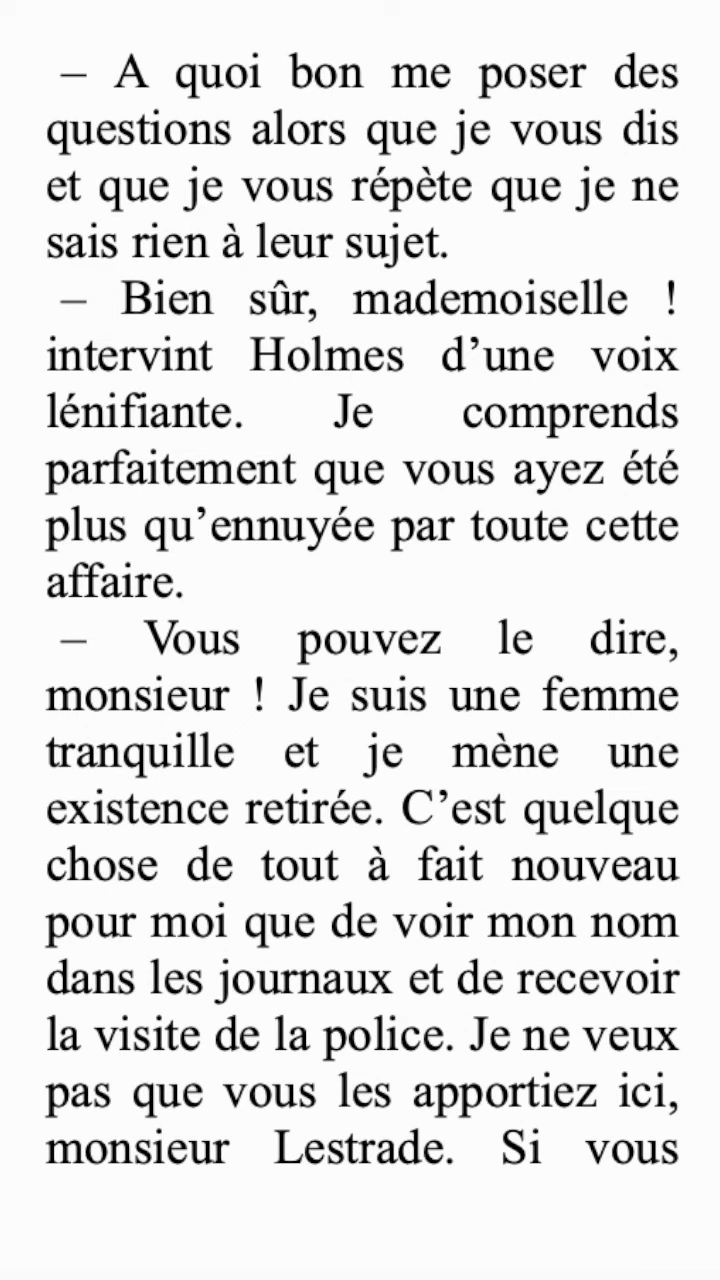 – A quoi bon me poser des
questions alors que je vous dis
et que je vous répète que je ne
sais rien à leur sujet.
– Bien sûr, mademoiselle !
intervint Holmes d’une voix
lénifiante. Je comprends
parfaitement que vous ayez été
plus qu’ennuyée par toute cette
affaire.
– Vous pouvez le dire,
monsieur ! Je suis une femme
tranquille et je mène une
existence retirée. C’est quelque
chose de tout à fait nouveau
pour moi que de voir mon nom
dans les journaux et de recevoir
la visite de la police. Je ne veux
pas que vous les apportiez ici,
monsieur Lestrade. Si vous